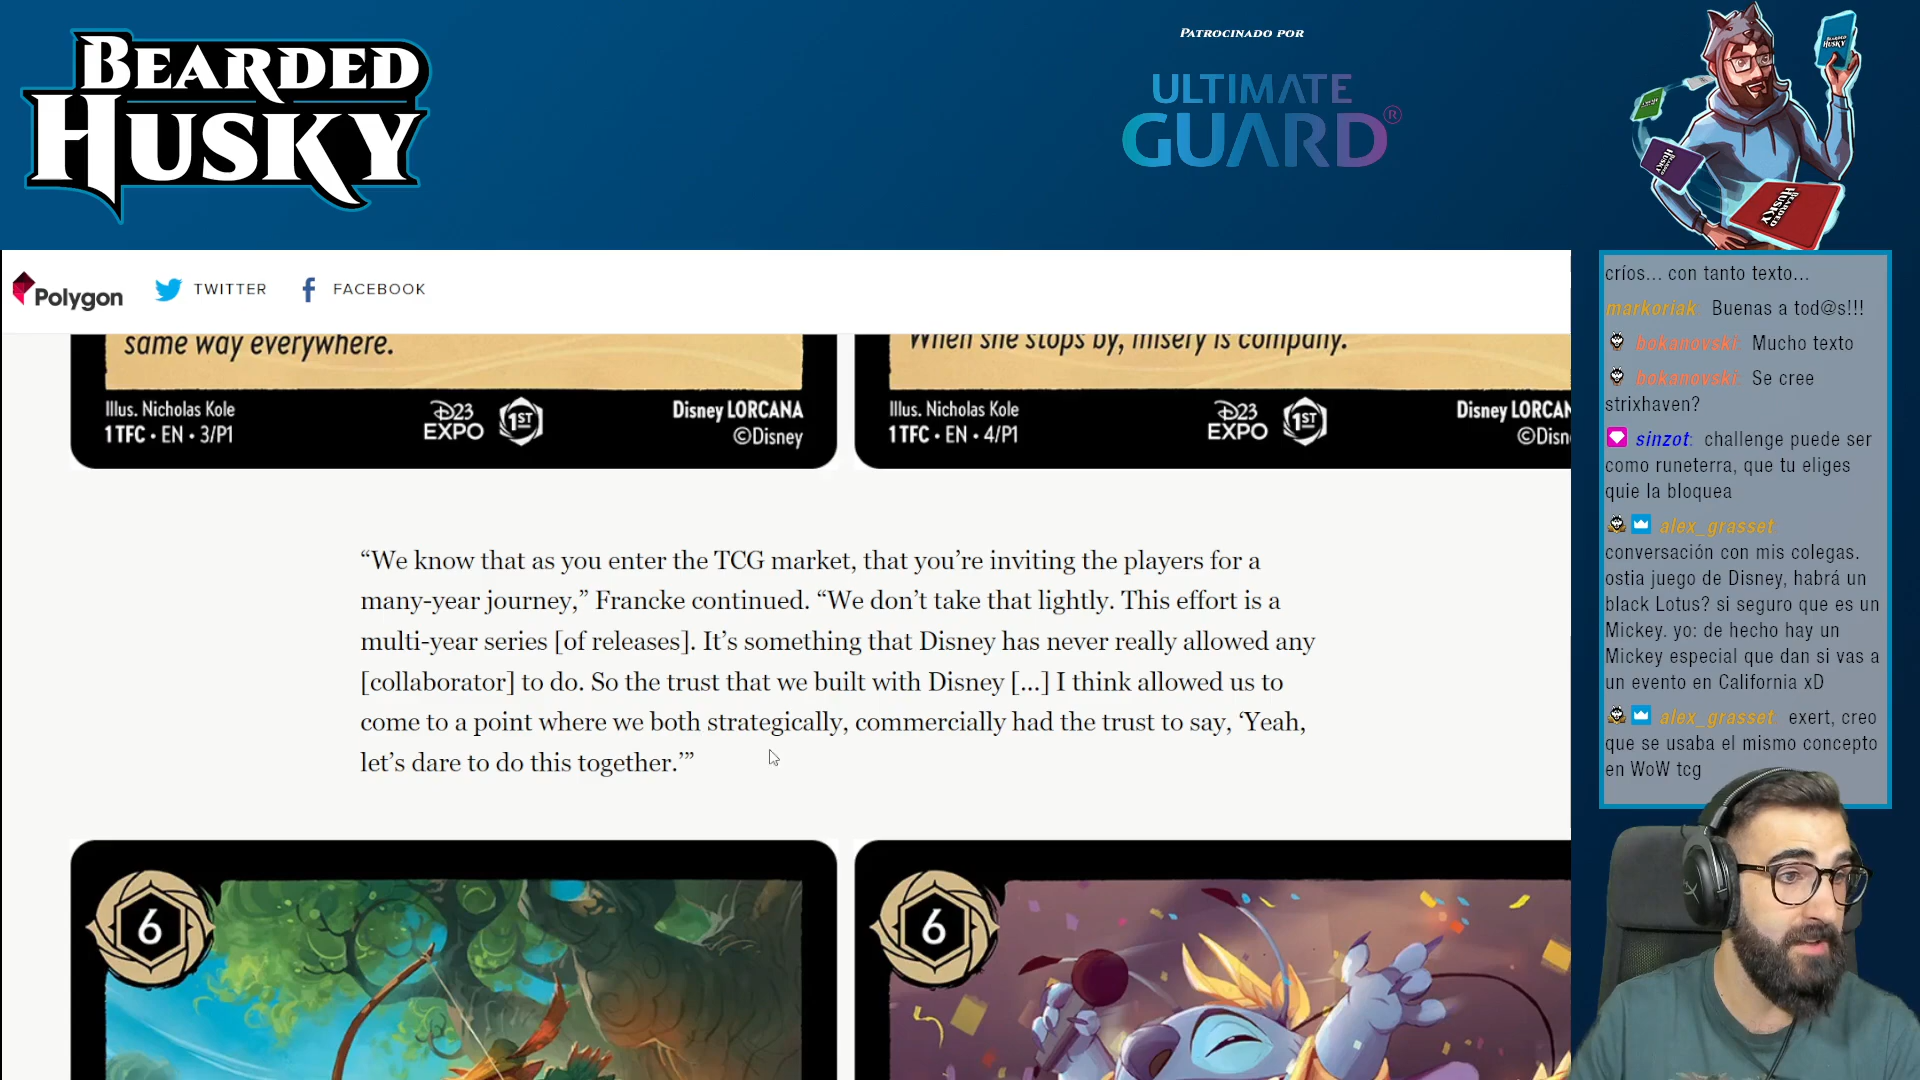 BEARDED
HUSKY
PATROCINADO POR
ULTIMATE
GUARD®
BEARDED
HUSKY
Polygon
TWITTER
FACEBOOK
same way everywhere.
When she stops by, misery is company.
Illus. Nicholas Kole
1TFC • EN • 3/P1
D23
EXPO
1ST
Disney LORCANA
©Disney
Illus. Nicholas Kole
1TFC • EN • 4/P1
D23
EXPO
1ST
Disney LORCAN
©Disn
“We know that as you enter the TCG market, that you’re inviting the players for a
many-year journey,” Francke continued. “We don’t take that lightly. This effort is a
multi-year series [of releases]. It’s something that Disney has never really allowed any
[collaborator] to do. So the trust that we built with Disney [...] I think allowed us to
come to a point where we both strategically, commercially had the trust to say, ‘Yeah,
let’s dare to do this together.’”
6
6
críos... con tanto texto...
markoriak: Buenas a tod@s!!!
bokanovski: Mucho texto
bokanovski: Se cree
strixhaven?
sinzot: challenge puede ser
como runeterra, que tu eliges
quie la bloquea
alex_grasset:
conversación con mis colegas.
ostia juego de Disney, habrá un
black Lotus? si seguro que es un
Mickey. yo: de hecho hay un
Mickey especial que dan si vas a
un evento en California xD
alex_grasset: exert, creo
que se usaba el mismo concepto
en WoW tcg